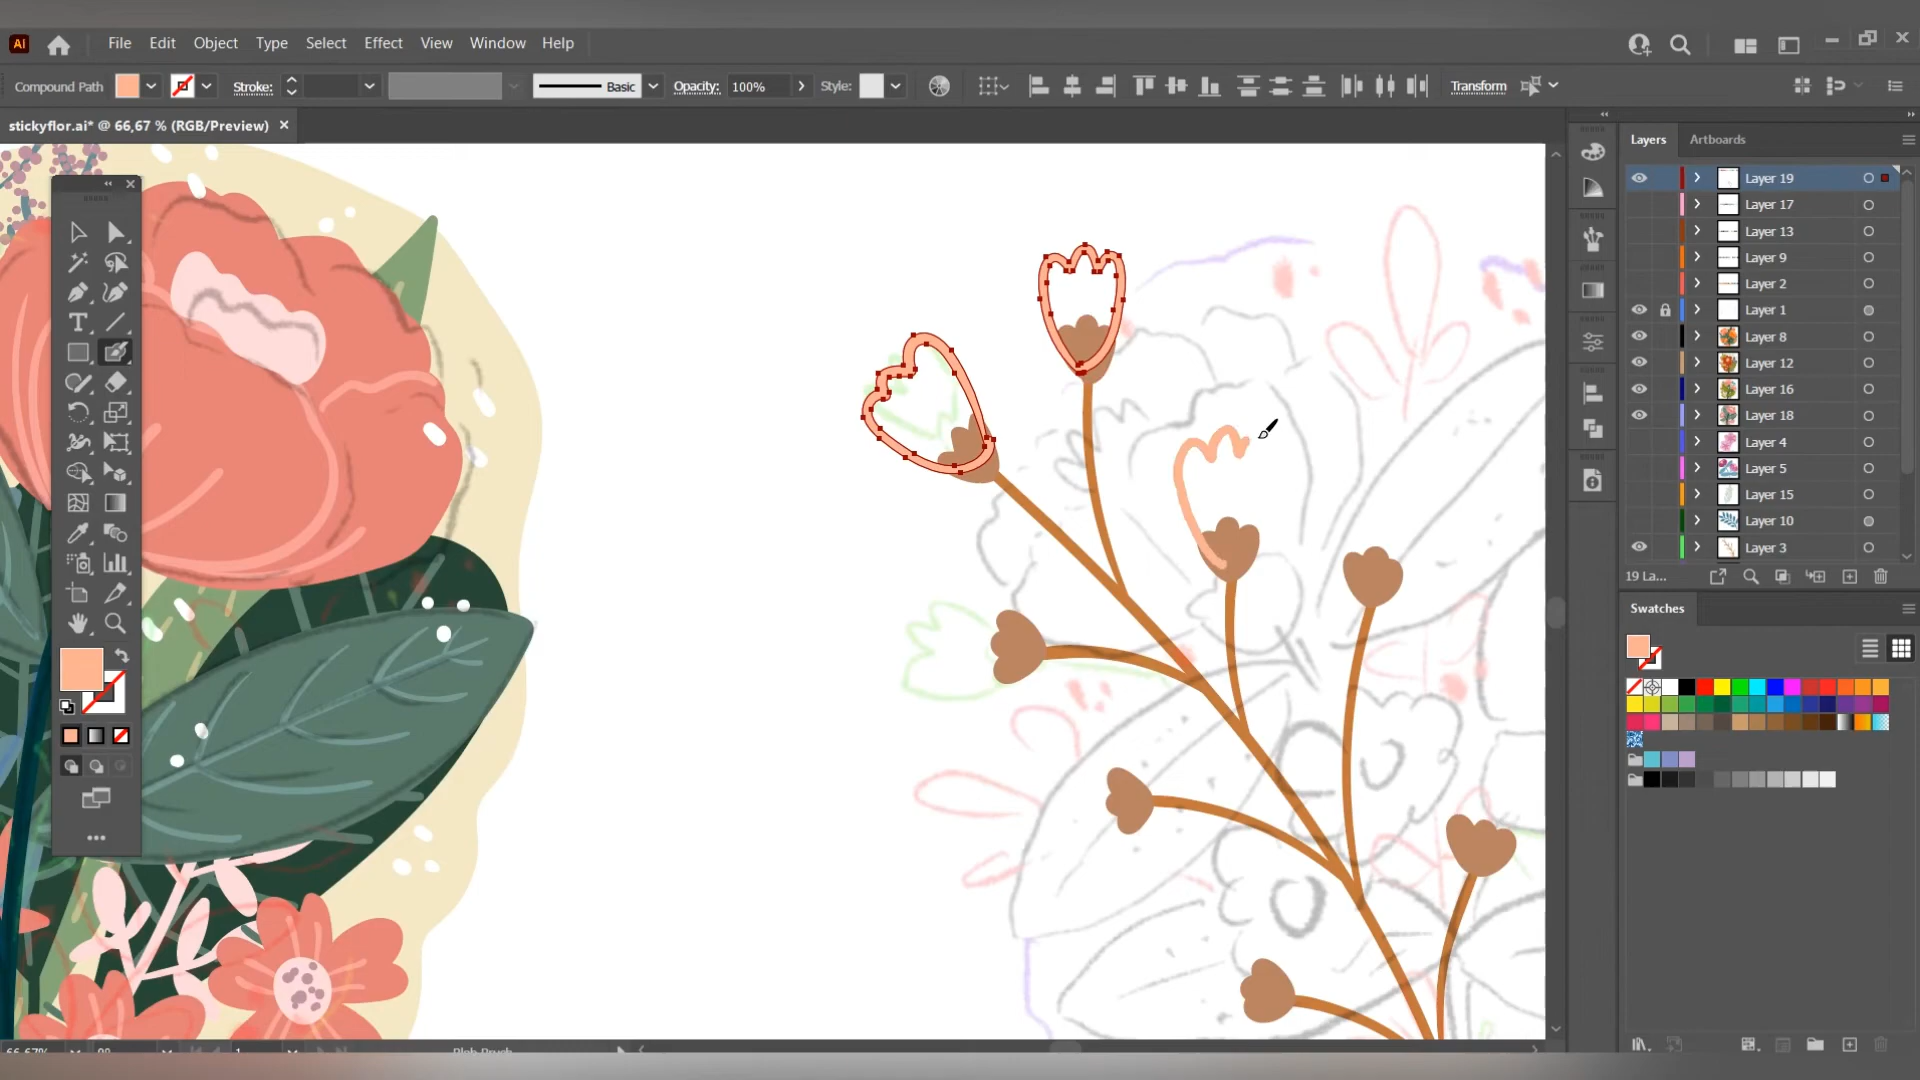 Ai File Edit Object Type Select Effect View Window Help
Compound Path Stroke: Basic Opacity: 100% Style: Transform
stickyflor.ai* @ 66,67 % (RGB/Preview)
Layers Artboards
Layer 19
Layer 17
Layer 13
Layer 9
Layer 2
Layer 1
Layer 8
Layer 12
Layer 16
Layer 18
Layer 4
Layer 5
Layer 15
Layer 10
Layer 3
19 La...
Swatches